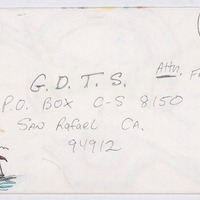 G. D. T. S. Attn. F
P.O. BOX C-S 8150
SAN Rafael CA.
94912